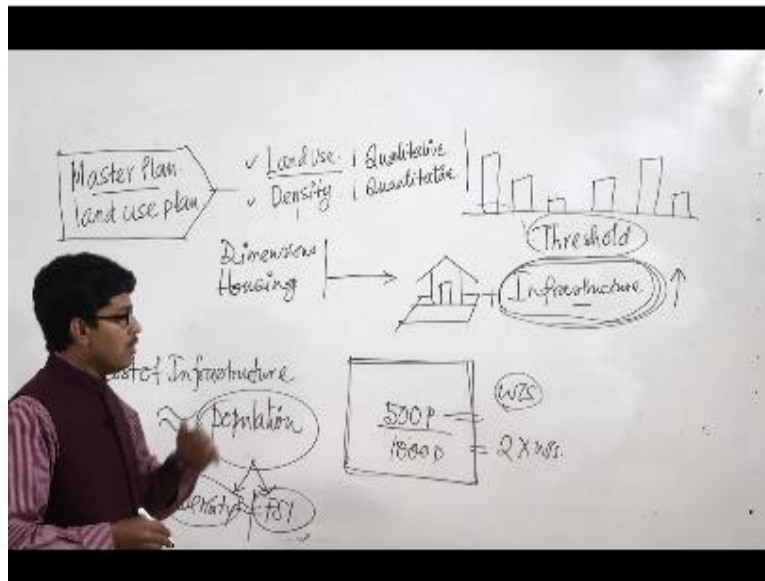 Master Plan
land use plan
✓ Land Use | Qualitative
✓ Density | Quantitative
Threshold
Dimensions
Housing
Infrastructure
of Infrastructure
Population
FSI
500 P =
1000 P = 2 X